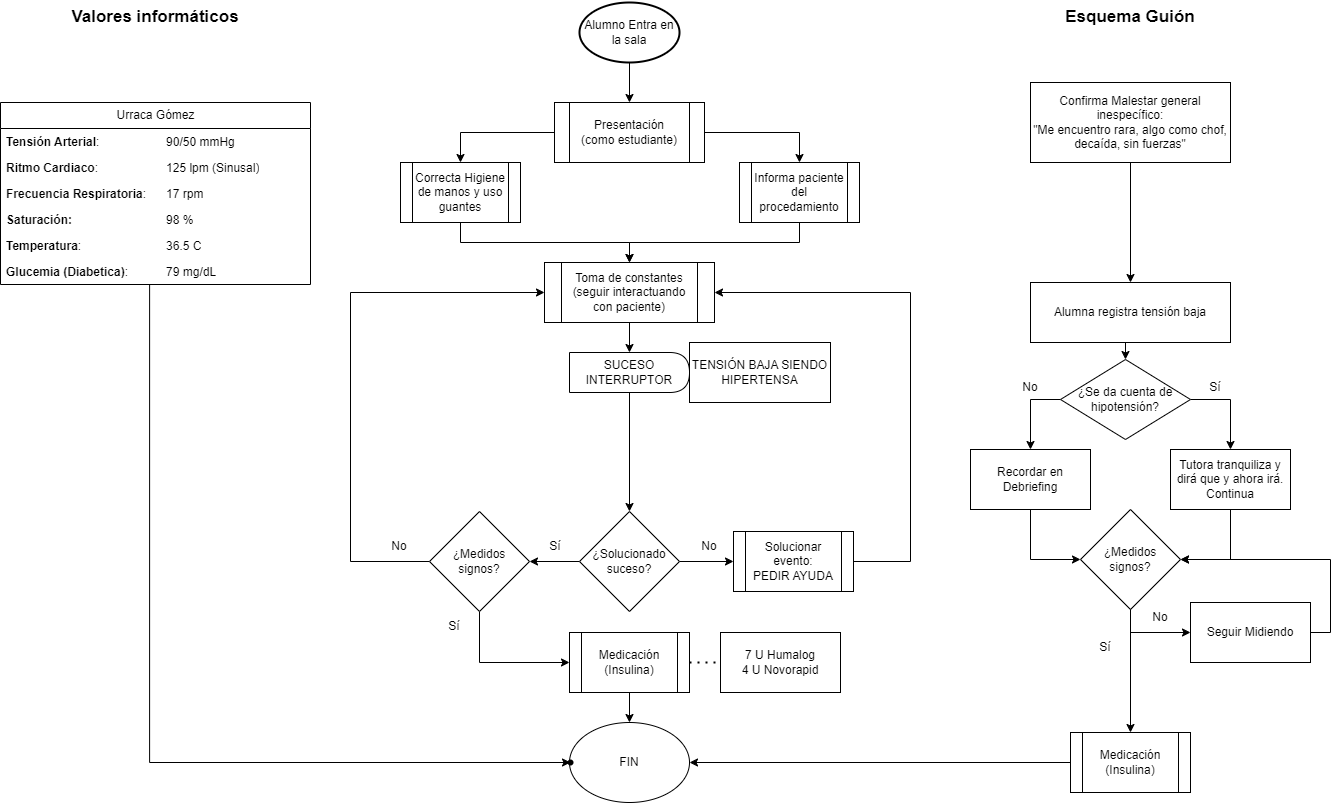 Valores informáticos
Urraca Gómez
Tensión Arterial: 90/50 mmHg
Ritmo Cardiaco: 125 lpm (Sinusal)
Frecuencia Respiratoria: 17 rpm
Saturación: 98 %
Temperatura: 36.5 C
Glucemia (Diabetica): 79 mg/dL
Alumno Entra en
la sala
Presentación
(como estudiante)
Correcta Higiene
de manos y uso
guantes
Informa paciente
del
procedamiento
Toma de constantes
(seguir interactuando
con paciente)
SUCESO
INTERRUPTOR
TENSIÓN BAJA SIENDO
HIPERTENSA
¿Solucionado
suceso?
Sí
No
¿Medidos
signos?
No
Sí
Solucionar
evento:
PEDIR AYUDA
Medicación
(Insulina)
7 U Humalog
4 U Novorapid
FIN
Esquema Guión
Confirma Malestar general
inespecífico:
"Me encuentro rara, algo como chof,
decaída, sin fuerzas"
Alumna registra tensión baja
¿Se da cuenta de
hipotensión?
No
Sí
Recordar en
Debriefing
Tutora tranquiliza y
dirá que y ahora irá.
Continua
¿Medidos
signos?
No
Sí
Seguir Midiendo
Medicación
(Insulina)